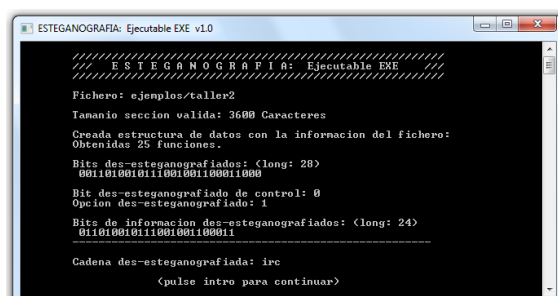 ESTEGANOGRAFIA: Ejecutable EXE v1.0
/////////////////////////////////////////////////////////
/// E S T E G A N O G R A F I A : Ejecutable EXE ///
/////////////////////////////////////////////////////////
Fichero: ejemplos/taller2
Tamanio seccion valida: 3600 Caracteres
Creada estructura de datos con la informacion del fichero:
Obtenidas 25 funciones.
Bits des-esteganografiados: (long: 28)
0011010010111001001100011000
Bit des-esteganografiado de control: 0
Opcion des-esteganografiado: 1
Bits de informacion des-esteganografiados: (long: 24)
011010010111001001100011
-------------------------------------------------------
Cadena des-esteganografiada: irc
(pulse intro para continuar)